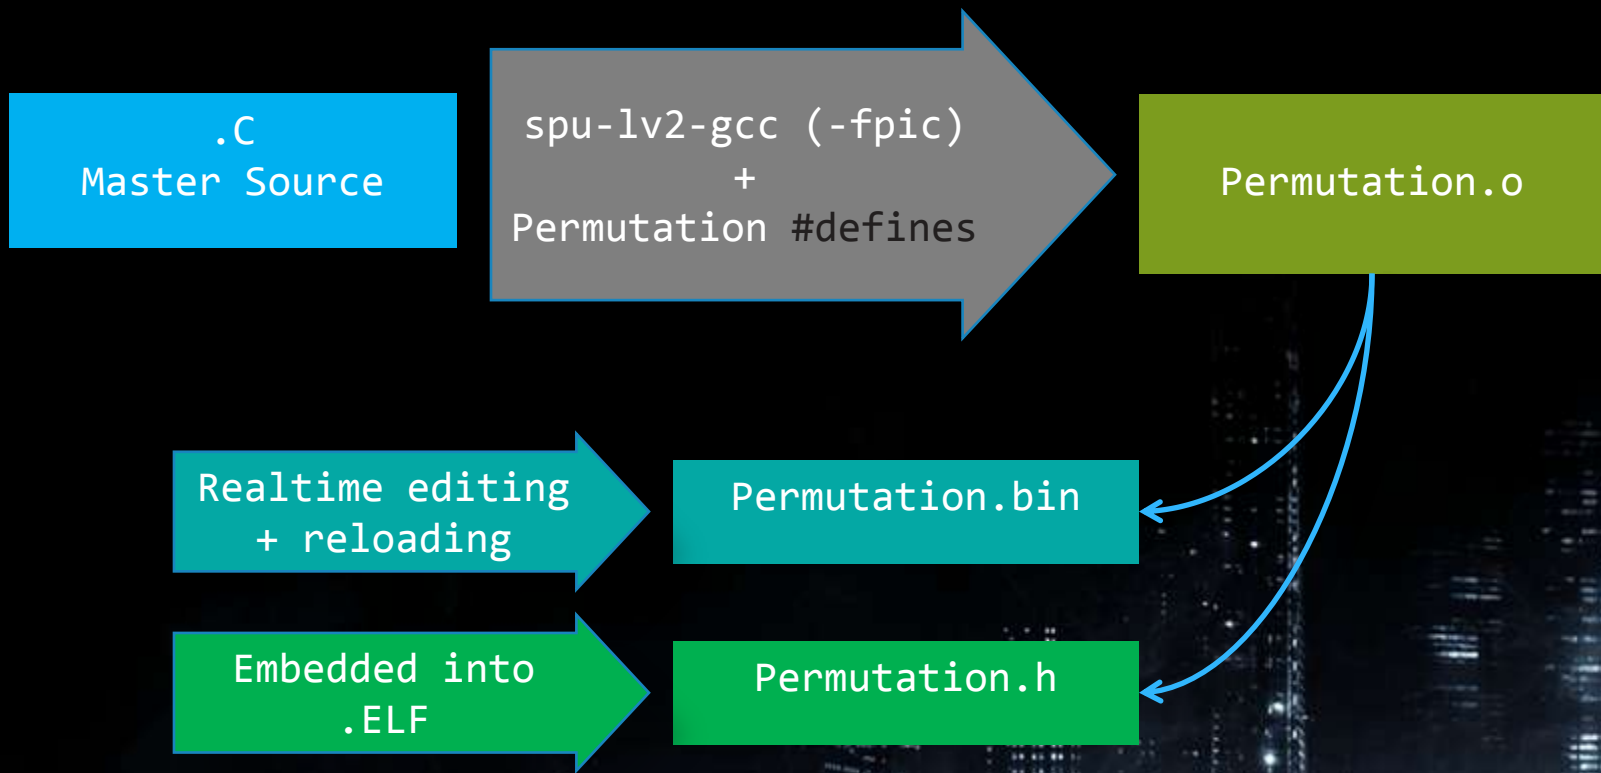 .C
Master Source
spu-lv2-gcc (-fpic)
+
Permutation #defines
Permutation.o
Realtime editing
+ reloading
Permutation.bin
Embedded into
.ELF
Permutation.h